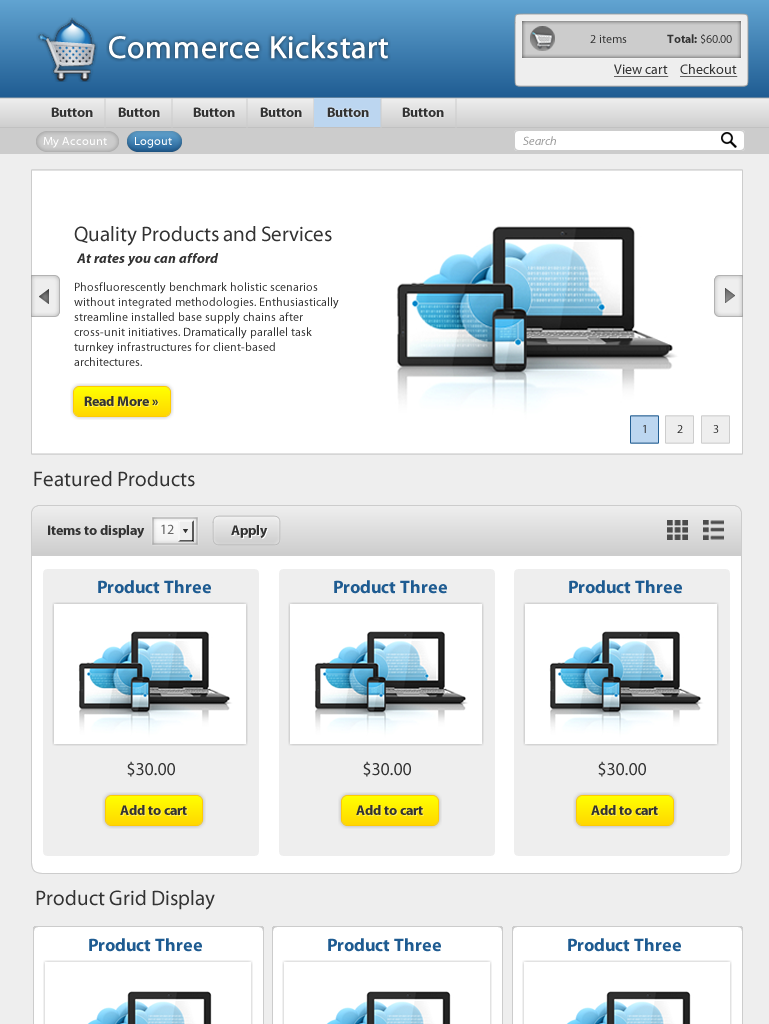 Commerce Kickstart
2 items Total: $60.00
View cart Checkout
Button Button Button Button Button Button
My Account Logout
Search
Quality Products and Services
At rates you can afford
Phosfluorescently benchmark holistic scenarios
without integrated methodologies. Enthusiastically
streamline installed base supply chains after
cross-unit initiatives. Dramatically parallel task
turnkey infrastructures for client-based
architectures.
Read More »
1 2 3
Featured Products
Items to display 12 Apply
Product Three Product Three Product Three
$30.00 $30.00 $30.00
Add to cart Add to cart Add to cart
Product Grid Display
Product Three Product Three Product Three